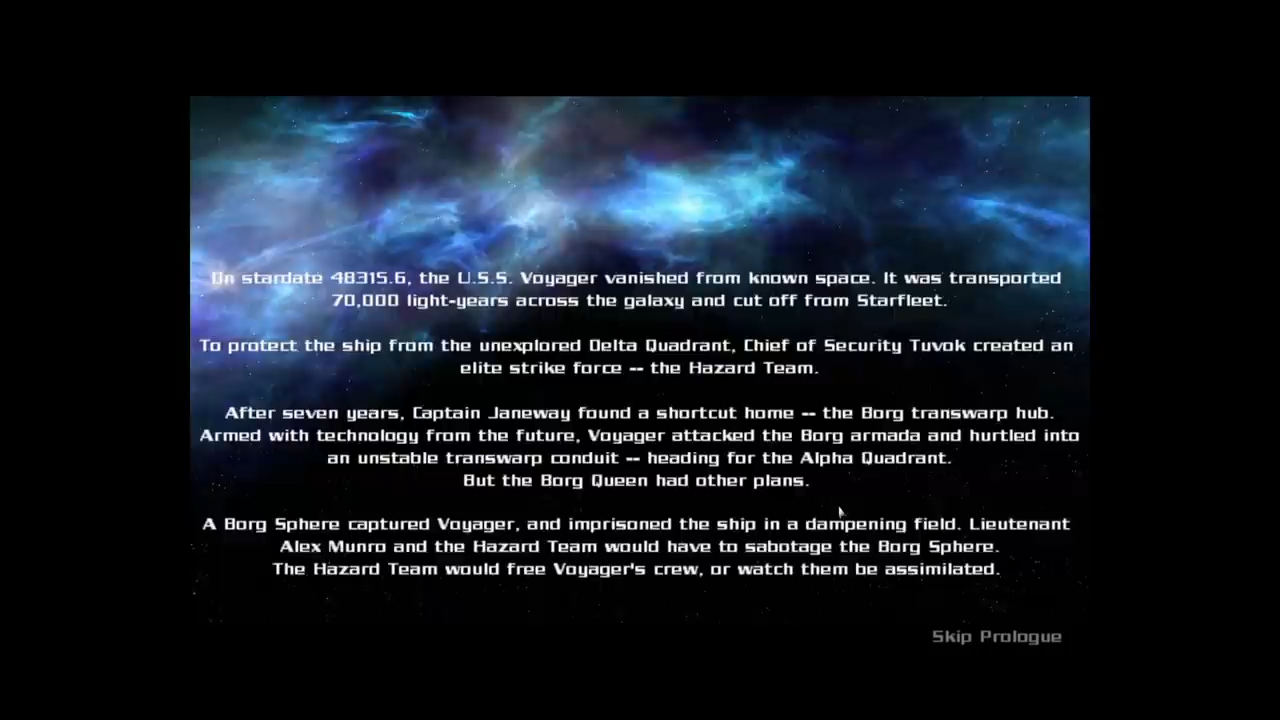 On stardate 48315.6, the U.S.S. Voyager vanished from known space. It was transported
70,000 light-years across the galaxy and cut off from Starfleet.
To protect the ship from the unexplored Delta Quadrant, Chief of Security Tuvok created an
elite strike force -- the Hazard Team.
After seven years, Captain Janeway found a shortcut home -- the Borg transwarp hub.
Armed with technology from the future, Voyager attacked the Borg armada and hurtled into
an unstable transwarp conduit -- heading for the Alpha Quadrant.
But the Borg Queen had other plans.
A Borg Sphere captured Voyager, and imprisoned the ship in a dampening field. Lieutenant
Alex Munro and the Hazard Team would have to sabotage the Borg Sphere.
The Hazard Team would free Voyager's crew, or watch them be assimilated.
Skip Prologue